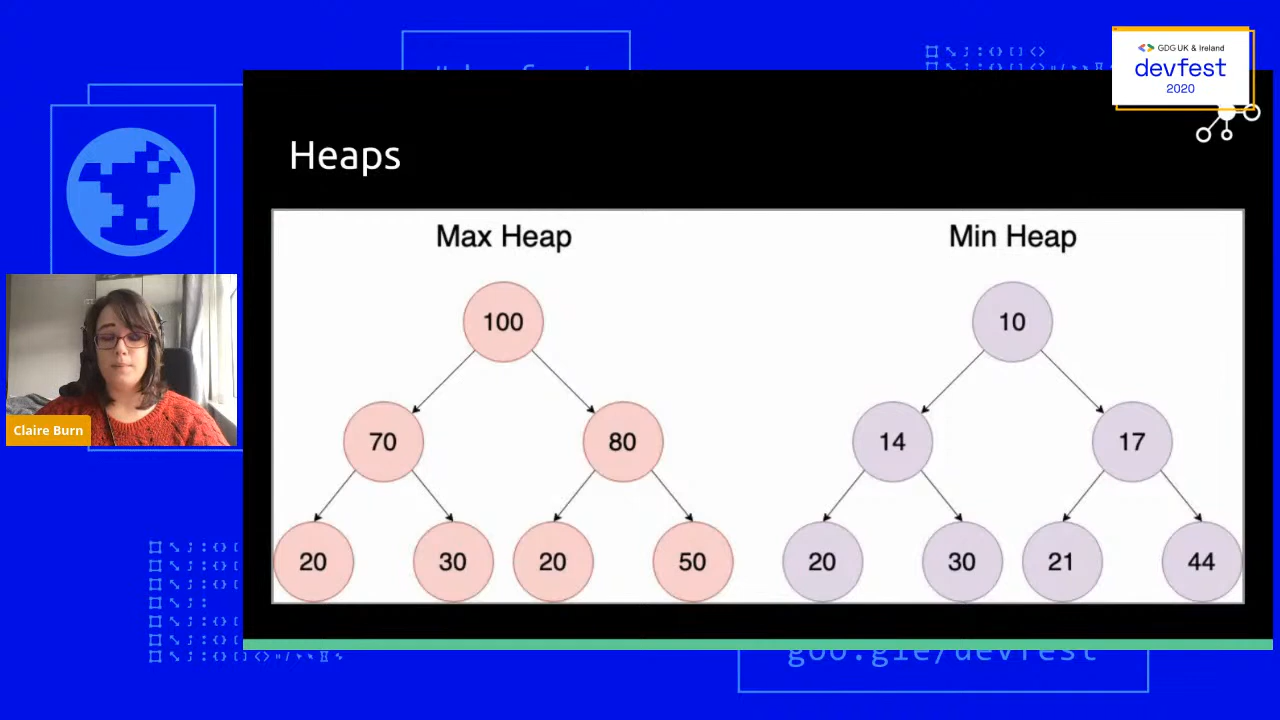 GDG UK & Ireland
devfest
2020
Heaps
Max Heap
Min Heap
100
10
70
80
14
17
20
30
20
50
20
30
21
44
Claire Burn
goo.gle/devfest